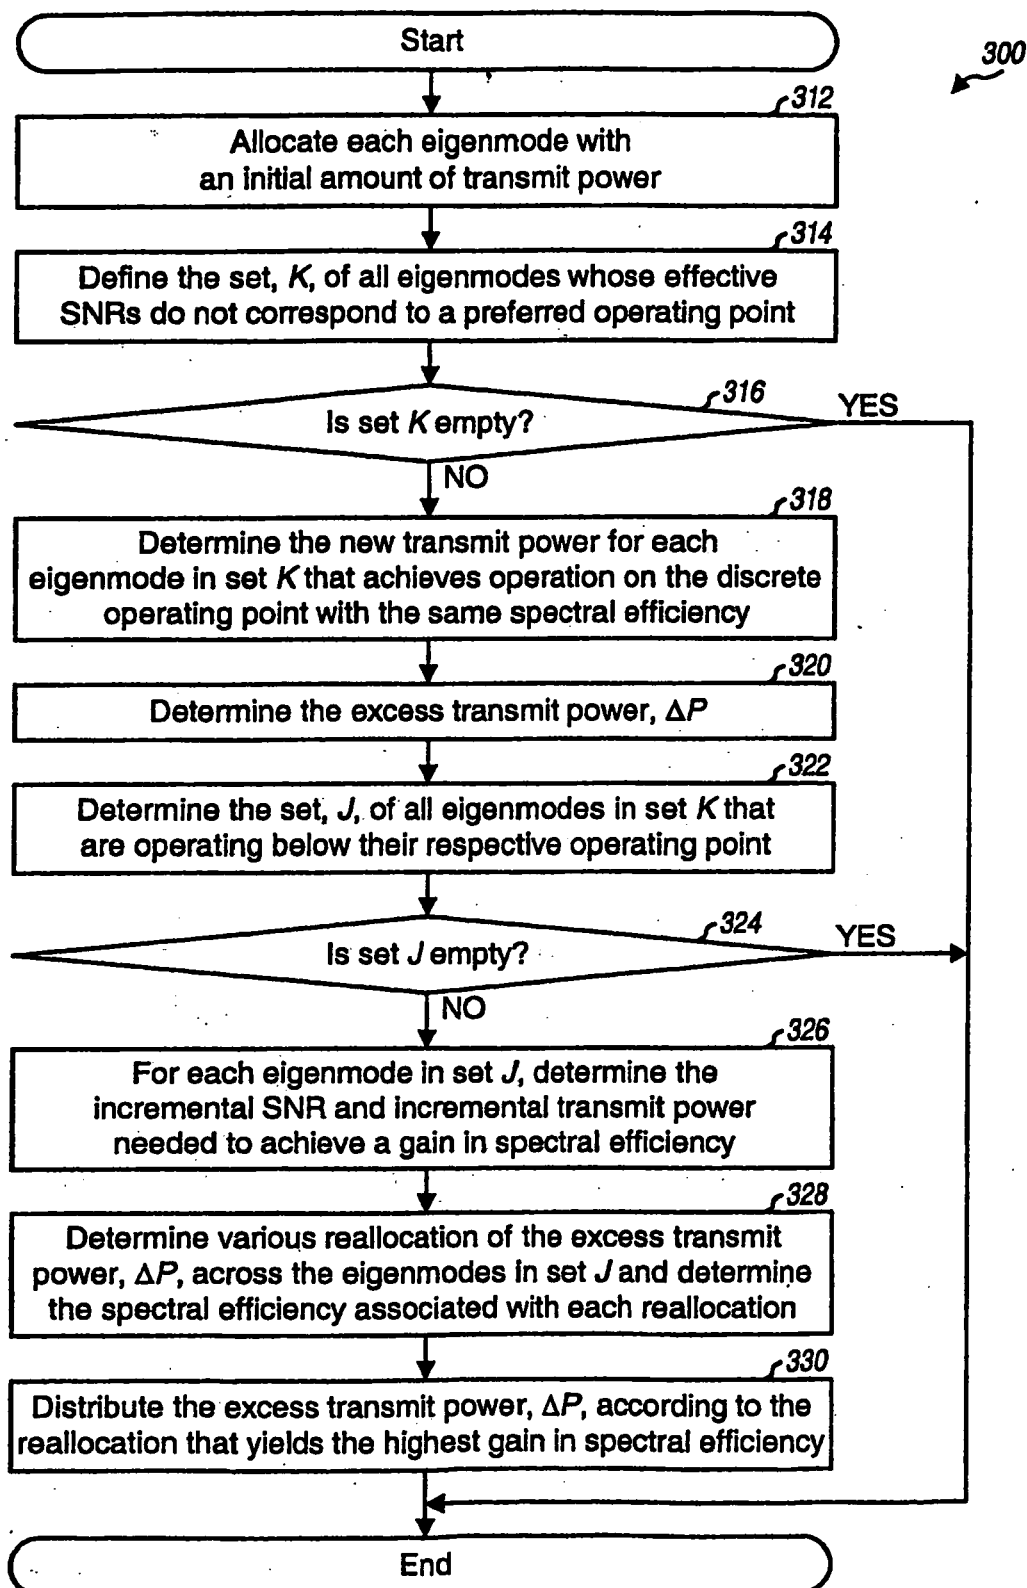 Start
300
312
Allocate each eigenmode with
an initial amount of transmit power
314
Define the set, K, of all eigenmodes whose effective
SNRs do not correspond to a preferred operating point
316
Is set K empty?
YES
NO
318
Determine the new transmit power for each
eigenmode in set K that achieves operation on the discrete
operating point with the same spectral efficiency
320
Determine the excess transmit power, ΔP
322
Determine the set, J, of all eigenmodes in set K that
are operating below their respective operating point
324
Is set J empty?
YES
NO
326
For each eigenmode in set J, determine the
incremental SNR and incremental transmit power
needed to achieve a gain in spectral efficiency
328
Determine various reallocation of the excess transmit
power, ΔP, across the eigenmodes in set J and determine
the spectral efficiency associated with each reallocation
330
Distribute the excess transmit power, ΔP, according to the
reallocation that yields the highest gain in spectral efficiency
End